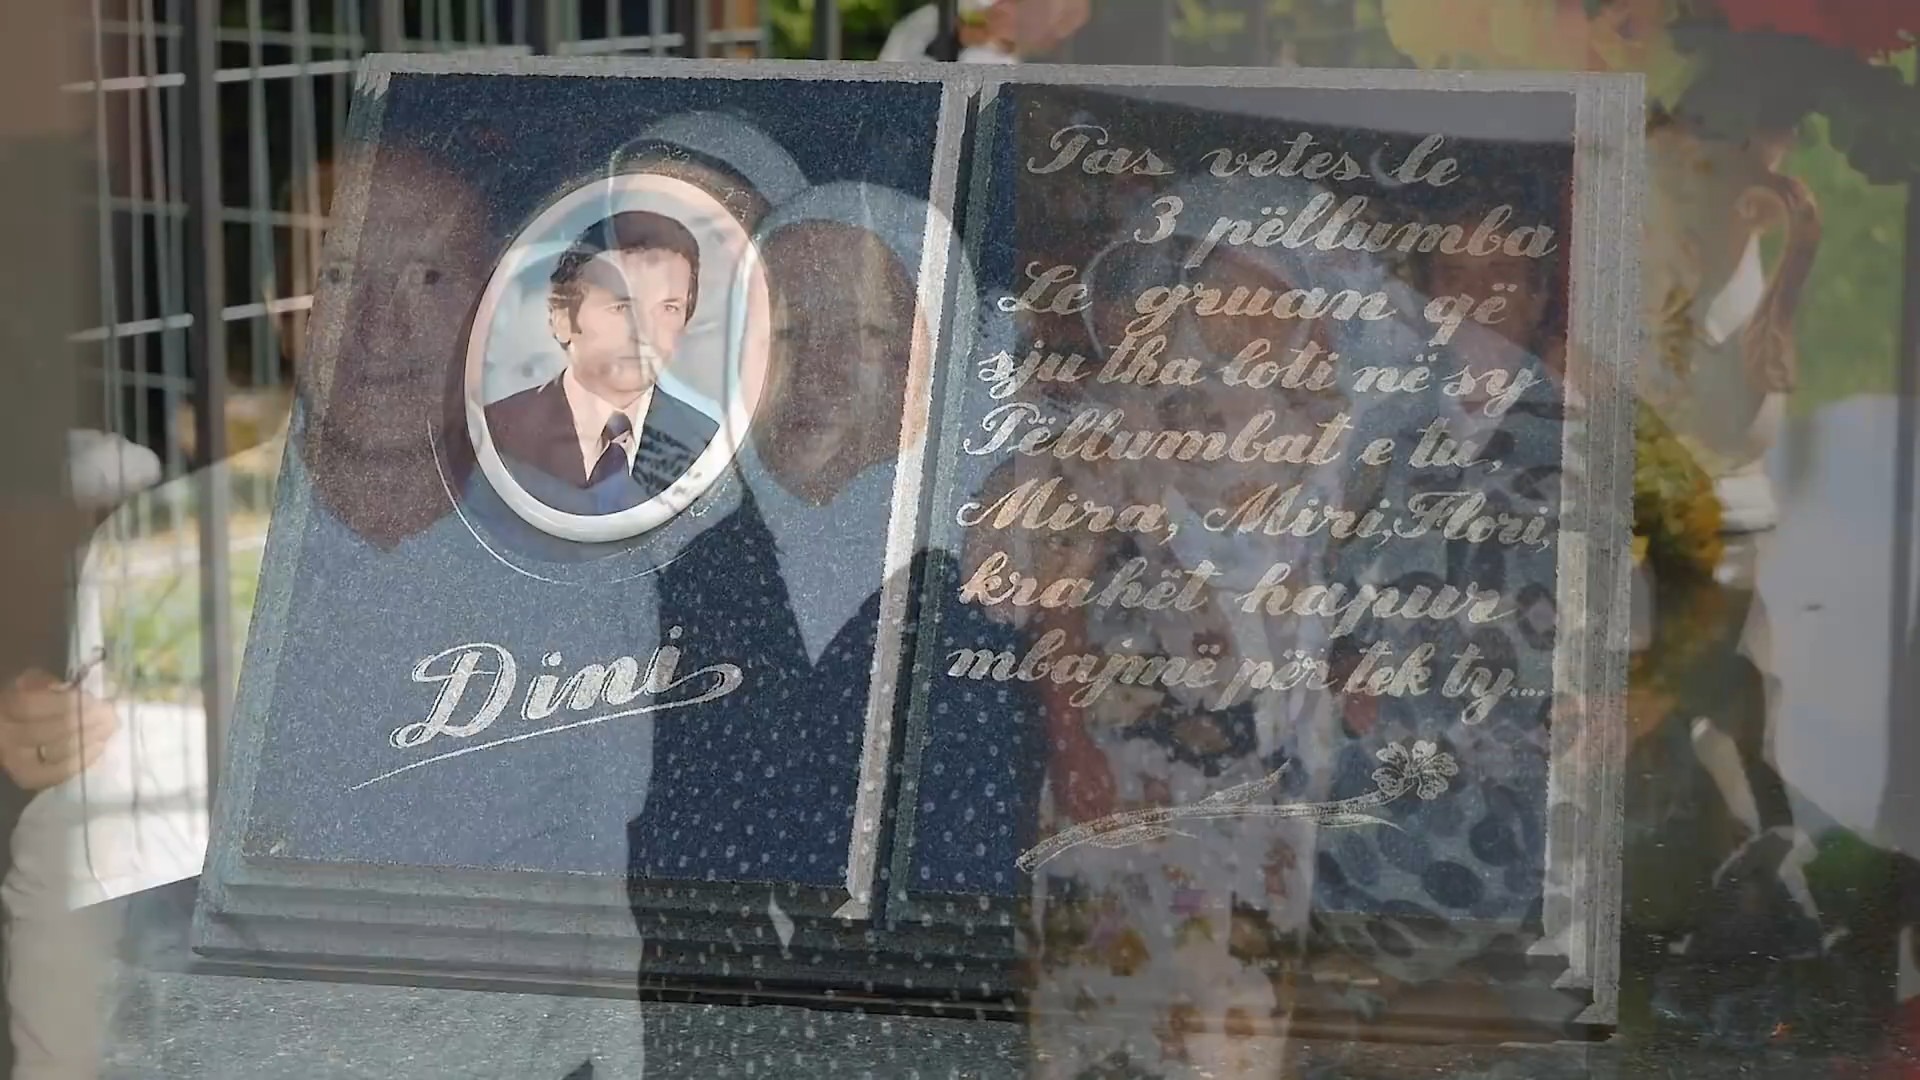 Dini
Pas vetes le
3 pëllumba
Le gruan që
sju tha loti në sy
Pëllumbat e tu,
Mira, Miri, Flori,
krahët hapur
mbajmë për tek ty...